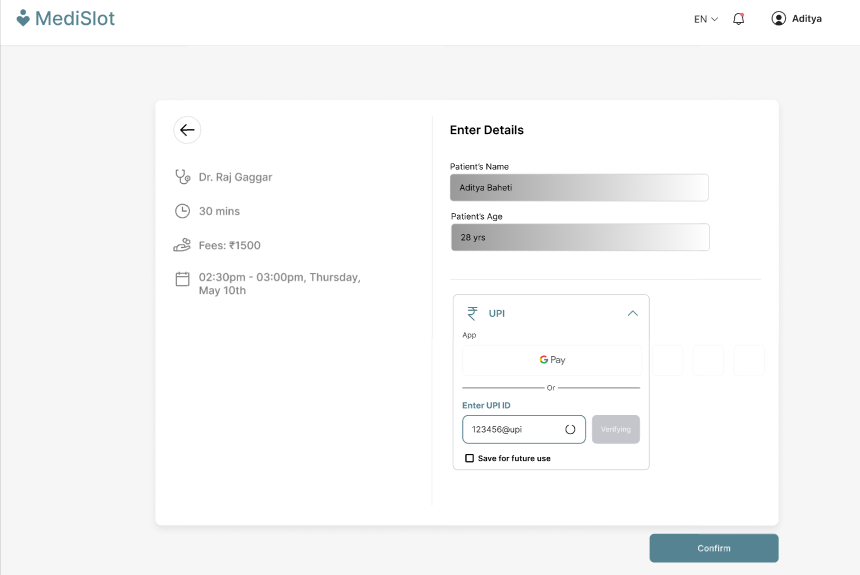 MediSlot
EN
Aditya
Dr. Raj Gaggar
30 mins
Fees: ₹1500
02:30pm - 03:00pm, Thursday,
May 10th
Enter Details
Patient's Name
Aditya Baheti
Patient's Age
28 yrs
₹ UPI
App
G Pay
Or
Enter UPI ID
123456@upi
Verifying
Save for future use
Confirm